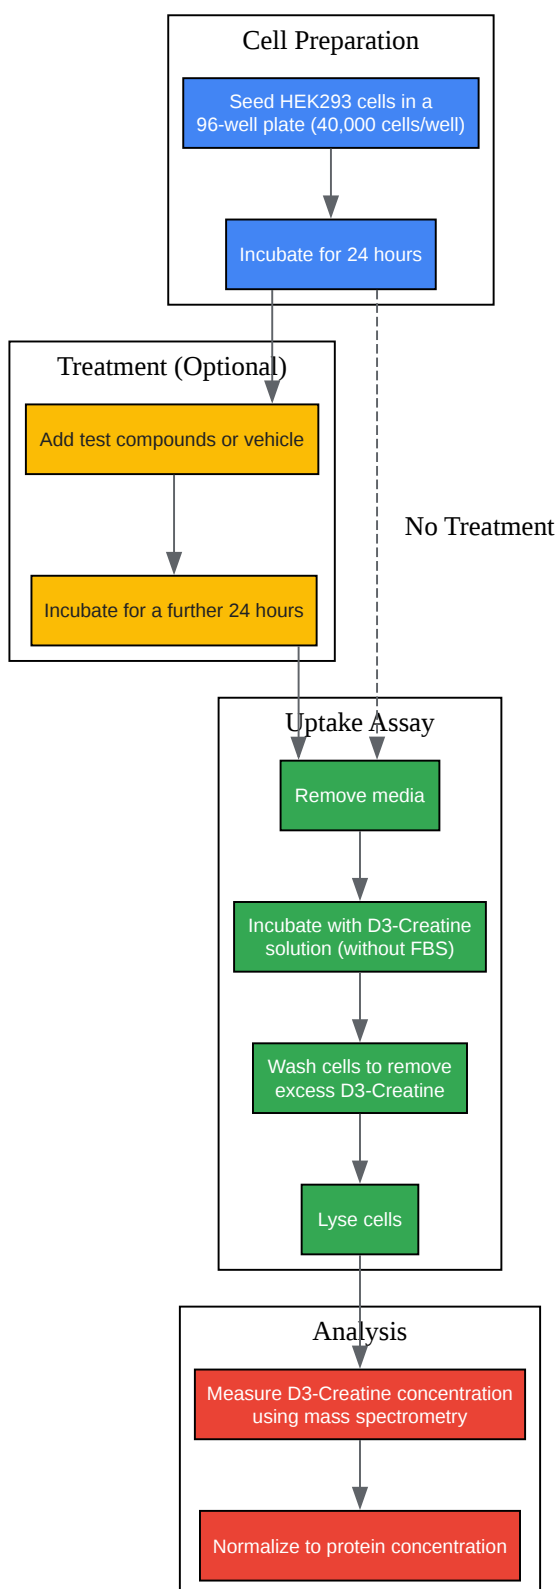 Cell Preparation
Seed HEK293 cells in a
96-well plate (40,000 cells/well)
Incubate for 24 hours
Treatment (Optional)
Add test compounds or vehicle
No Treatment
Incubate for a further 24 hours
Uptake Assay
Remove media
Incubate with D3-Creatine
solution (without FBS)
Wash cells to remove
excess D3-Creatine
Lyse cells
Analysis
Measure D3-Creatine concentration
using mass spectrometry
Normalize to protein concentration